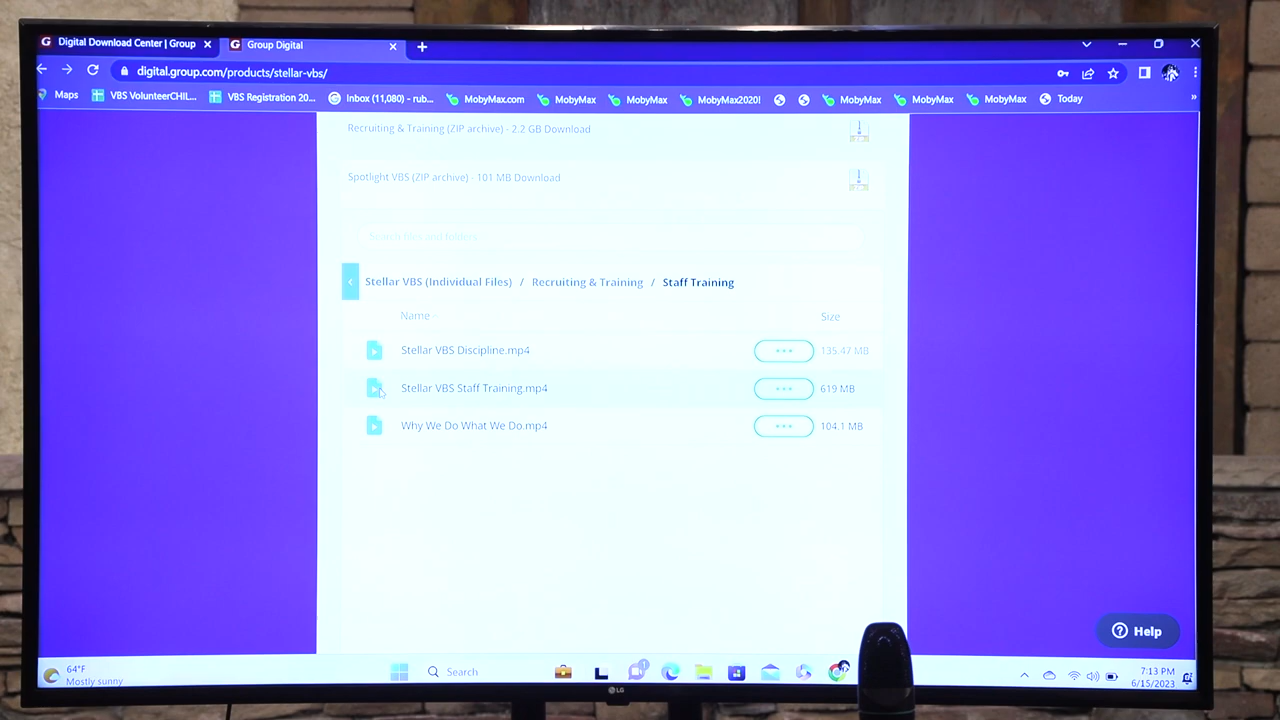 Digital Download Center | Group
Group Digital
digital.group.com/products/stellar-vbs/
Maps VBS VolunteerCHIL... VBS Registration 20... Inbox (11,080) - rub... MobyMax.com MobyMax MobyMax MobyMax2020! MobyMax MobyMax MobyMax Today »
Recruiting & Training (ZIP archive) - 2.2 GB Download
Spotlight VBS (ZIP archive) - 101 MB Download
Search files and folders
Stellar VBS (Individual Files) / Recruiting & Training / Staff Training
Name Size
Stellar VBS Discipline.mp4 135.47 MB
Stellar VBS Staff Training.mp4 619 MB
Why We Do What We Do.mp4 104.1 MB
Help
64°F
Mostly sunny
Search
7:13 PM
6/15/2023
LG